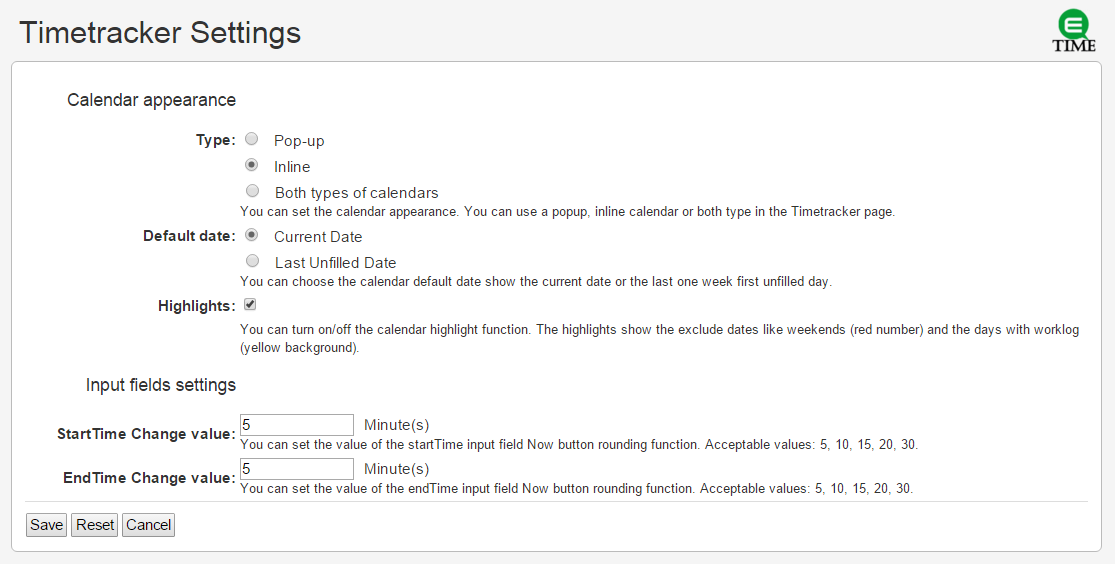 Timetracker Settings
E
TIME
Calendar appearance
Type: Pop-up
Inline
Both types of calendars
You can set the calendar appearance. You can use a popup, inline calendar or both type in the Timetracker page.
Default date: Current Date
Last Unfilled Date
You can choose the calendar default date show the current date or the last one week first unfilled day.
Highlights:
You can turn on/off the calendar highlight function. The highlights show the exclude dates like weekends (red number) and the days with worklog
(yellow background).
Input fields settings
StartTime Change value: 5 Minute(s)
You can set the value of the startTime input field Now button rounding function. Acceptable values: 5, 10, 15, 20, 30.
EndTime Change value: 5 Minute(s)
You can set the value of the endTime input field Now button rounding function. Acceptable values: 5, 10, 15, 20, 30.
Save Reset Cancel